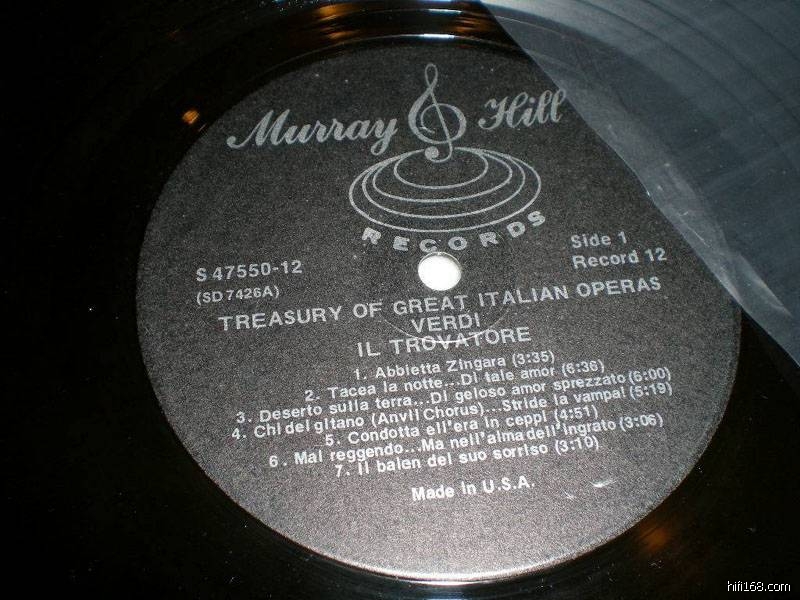 Murray Hill
RECORDS
S 47550-12
(SD 7426A)
Side 1
Record 12
TREASURY OF GREAT ITALIAN OPERAS
VERDI
IL TROVATORE
1. Abbietta Zingara (3:35)
2. Tacea la notte...Di tale amor (6:36)
3. Deserto sulla terra...Di geloso amor sprezzato (6:00)
4. Chi del gitano (Anvil Chorus)...Stride la vampa! (5:19)
5. Condotta ell'era in ceppi (4:51)
6. Mal reggendo...Ma nell'alma dell'ingrato (3:06)
7. Il balen del suo sorriso (3:10)
Made in U.S.A.
hifi168.com